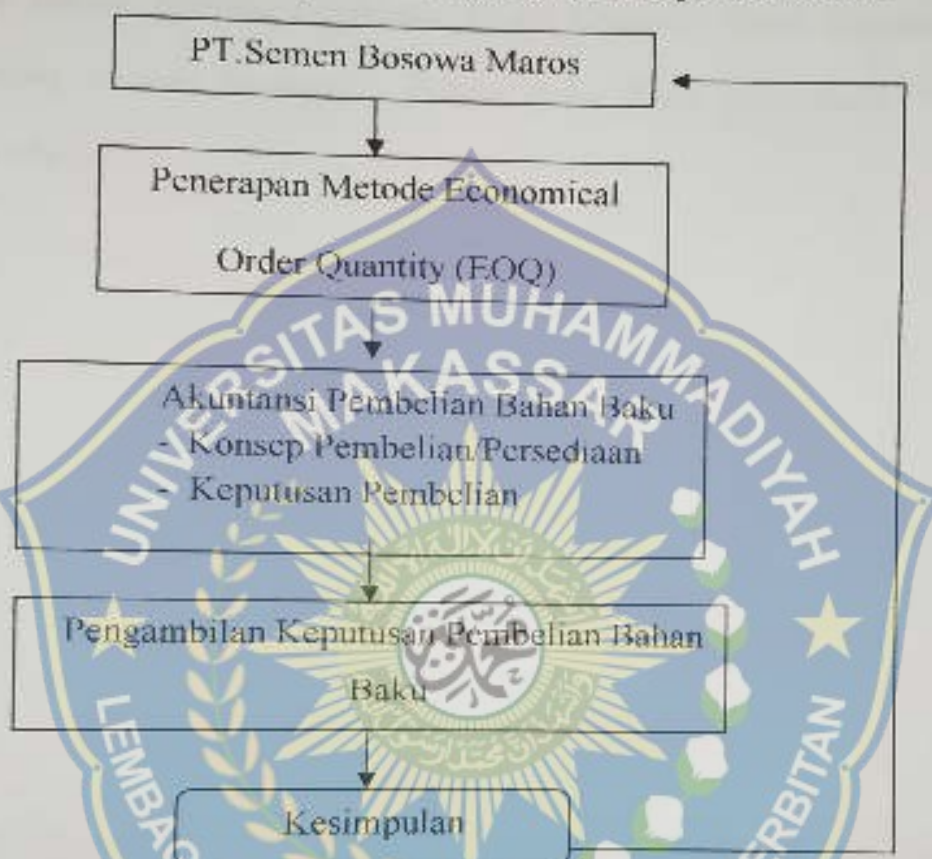 PT.Semen Bosowa Maros
Penerapan Metode Economical
Order Quantity (EOQ)
UNIVERSITAS MUHAMMADIYAH
MAKASSAR
Akuntansi Pembelian Bahan Baku
- Konsep Pembelian/Persediaan
- Keputusan Pembelian
Pengambilan Keputusan Pembelian Bahan
Baku
Kesimpulan